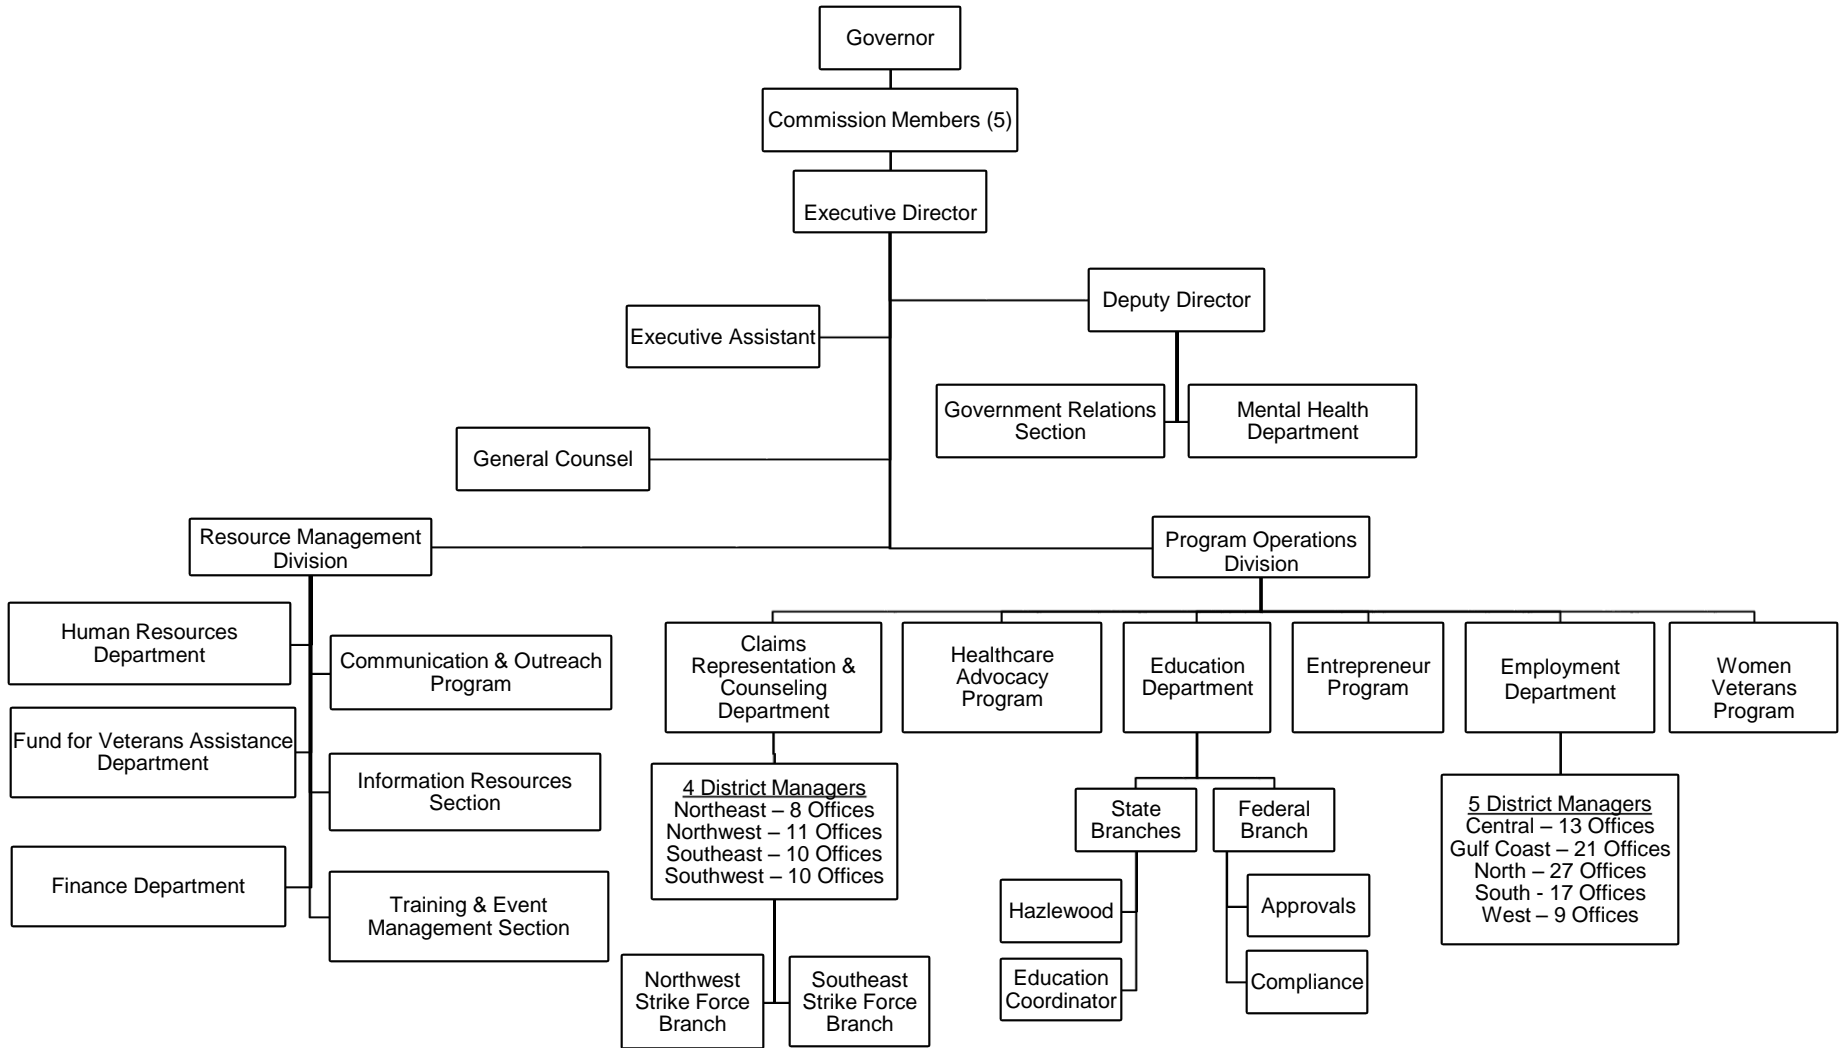 Governor
Commission Members (5)
Executive Director
Deputy Director
Executive Assistant
Government Relations
Section
Mental Health
Department
General Counsel
Resource Management
Division
Program Operations
Division
Human Resources
Department
Communication & Outreach
Program
Fund for Veterans Assistance
Department
Information Resources
Section
Finance Department
Training & Event
Management Section
Claims
Representation &
Counseling
Department
Healthcare
Advocacy
Program
Education
Department
Entrepreneur
Program
Employment
Department
Women
Veterans
Program
4 District Managers
Northeast – 8 Offices
Northwest – 11 Offices
Southeast – 10 Offices
Southwest – 10 Offices
Northwest
Strike Force
Branch
Southeast
Strike Force
Branch
State
Branches
Federal
Branch
Hazlewood
Education
Coordinator
Approvals
Compliance
5 District Managers
Central – 13 Offices
Gulf Coast – 21 Offices
North – 27 Offices
South - 17 Offices
West – 9 Offices